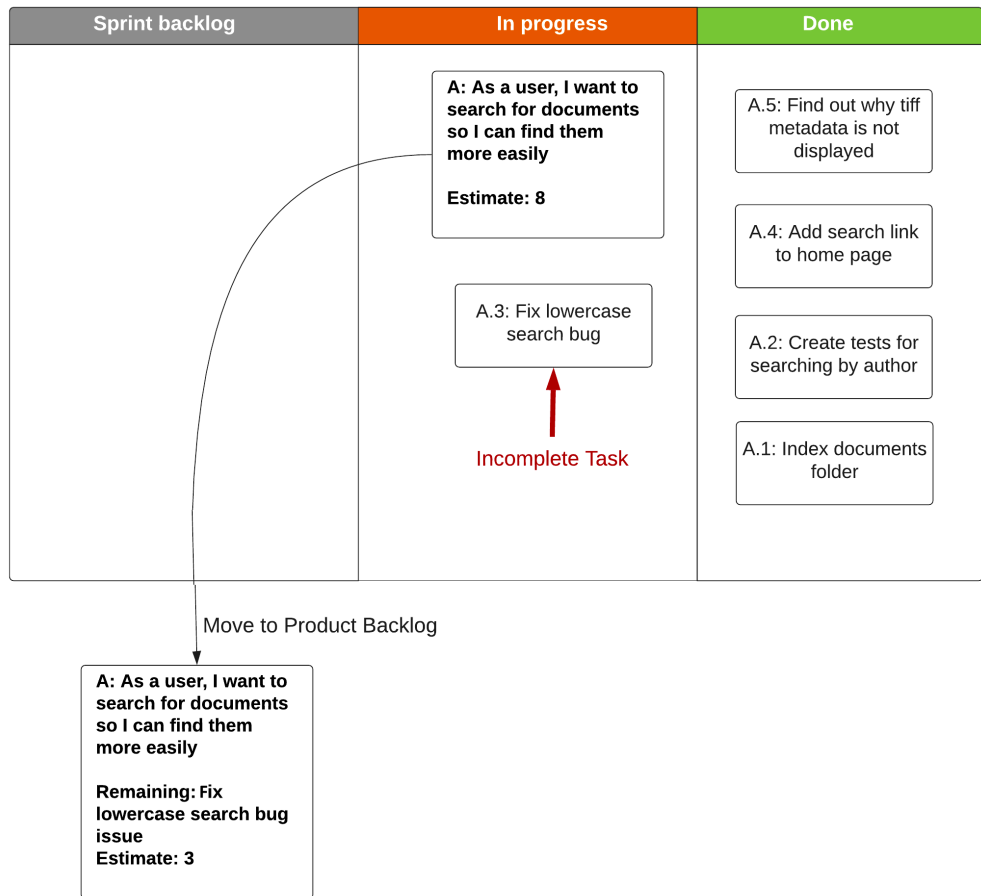 Sprint backlog
In progress
Done
A: As a user, I want to
search for documents
so I can find them
more easily
Estimate: 8
A.3: Fix lowercase
search bug
Incomplete Task
A.5: Find out why tiff
metadata is not
displayed
A.4: Add search link
to home page
A.2: Create tests for
searching by author
A.1: Index documents
folder
Move to Product Backlog
A: As a user, I want to
search for documents
so I can find them
more easily
Remaining: Fix
lowercase search bug
issue
Estimate: 3